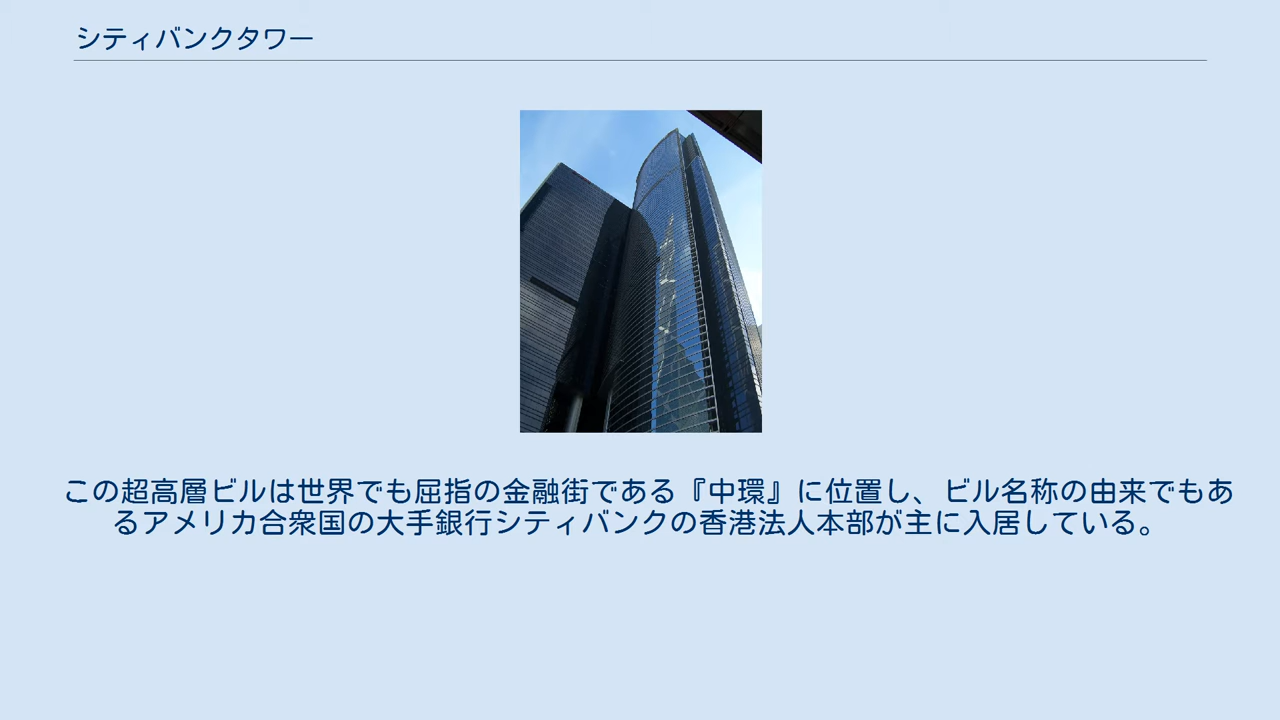 シティバンクタワー
この超高層ビルは世界でも屈指の金融街である『中環』に位置し、ビル名称の由来でもあ
るアメリカ合衆国の大手銀行シティバンクの香港法人本部が主に入居している。